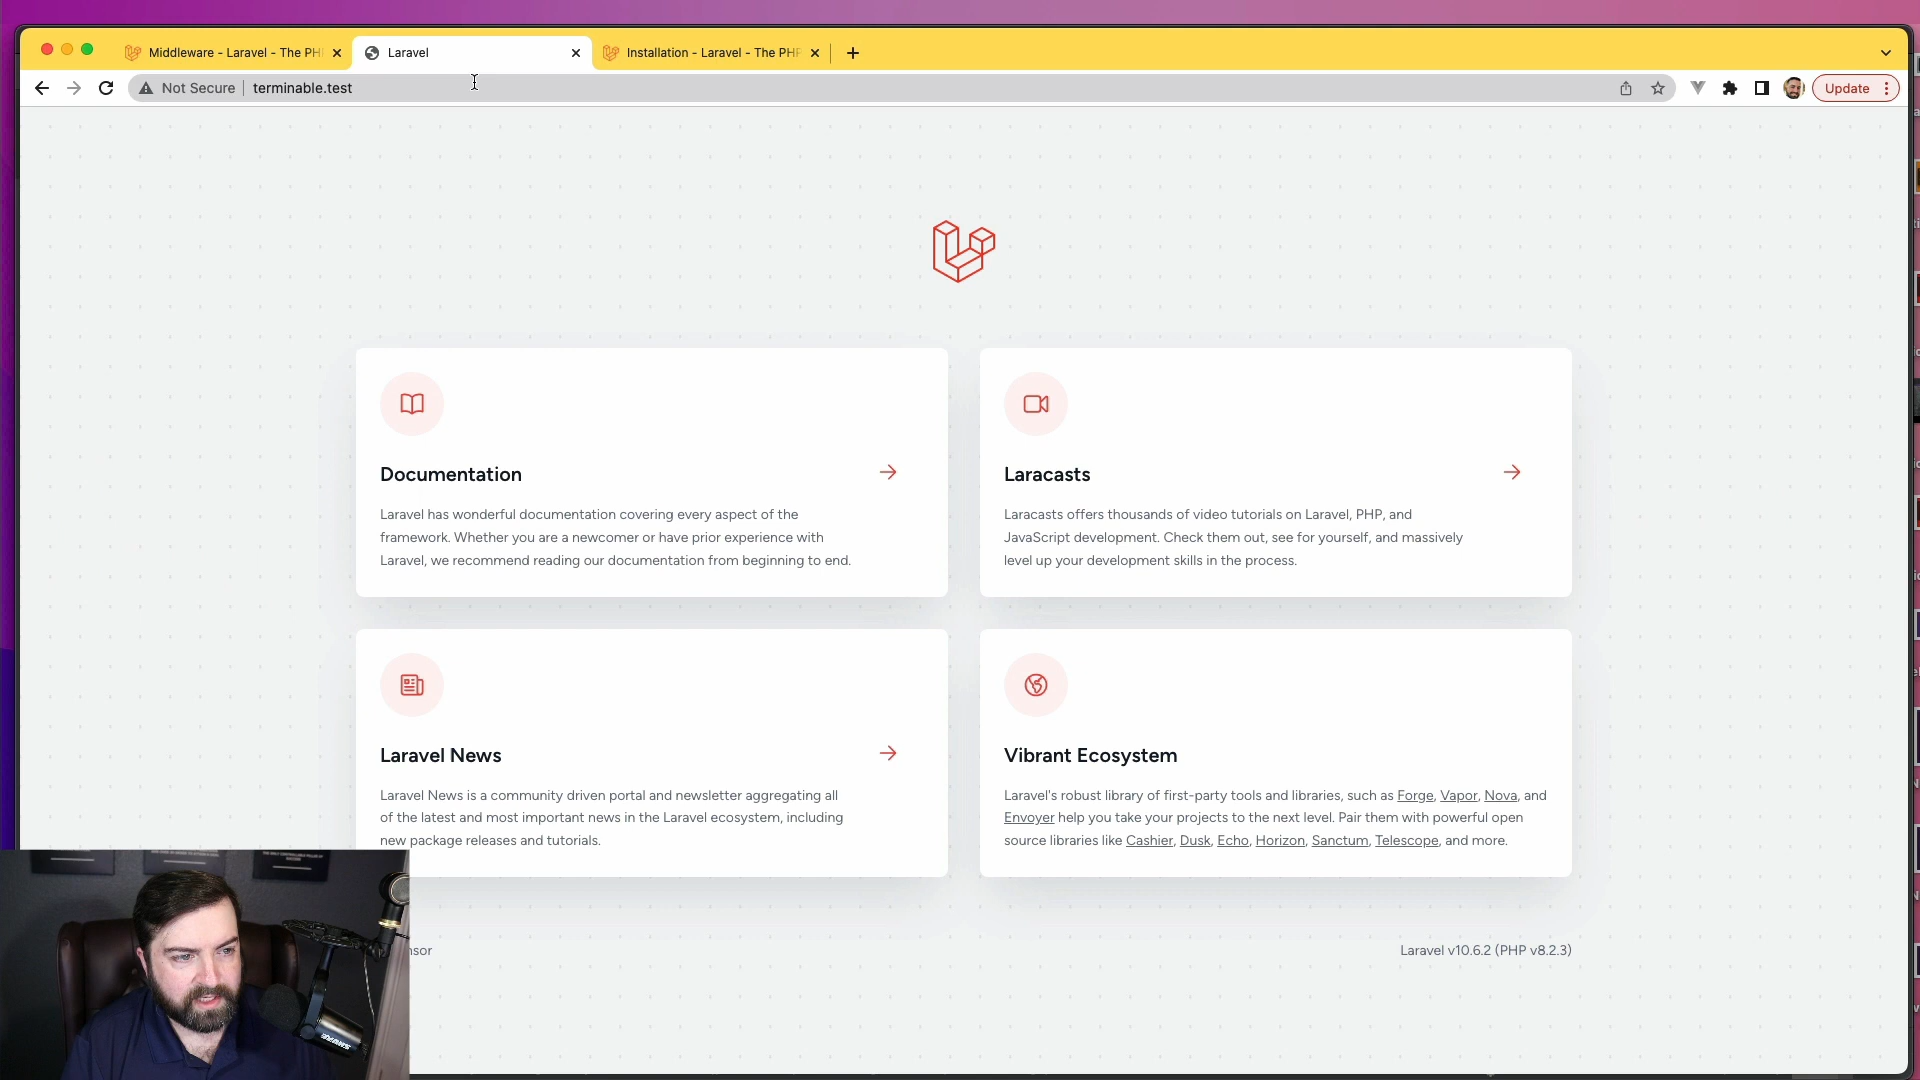 Middleware - Laravel - The PH
Laravel
Installation - Laravel - The PHP
Not Secure
terminable.test
Update
Documentation
Laravel has wonderful documentation covering every aspect of the
framework. Whether you are a newcomer or have prior experience with
Laravel, we recommend reading our documentation from beginning to end.
Laracasts
Laracasts offers thousands of video tutorials on Laravel, PHP, and
JavaScript development. Check them out, see for yourself, and massively
level up your development skills in the process.
Laravel News
Laravel News is a community driven portal and newsletter aggregating all
of the latest and most important news in the Laravel ecosystem, including
new package releases and tutorials.
Vibrant Ecosystem
Laravel's robust library of first-party tools and libraries, such as Forge, Vapor, Nova, and
Envoyer help you take your projects to the next level. Pair them with powerful open
source libraries like Cashier, Dusk, Echo, Horizon, Sanctum, Telescope, and more.
nsor
Laravel v10.6.2 (PHP v8.2.3)
SHURE